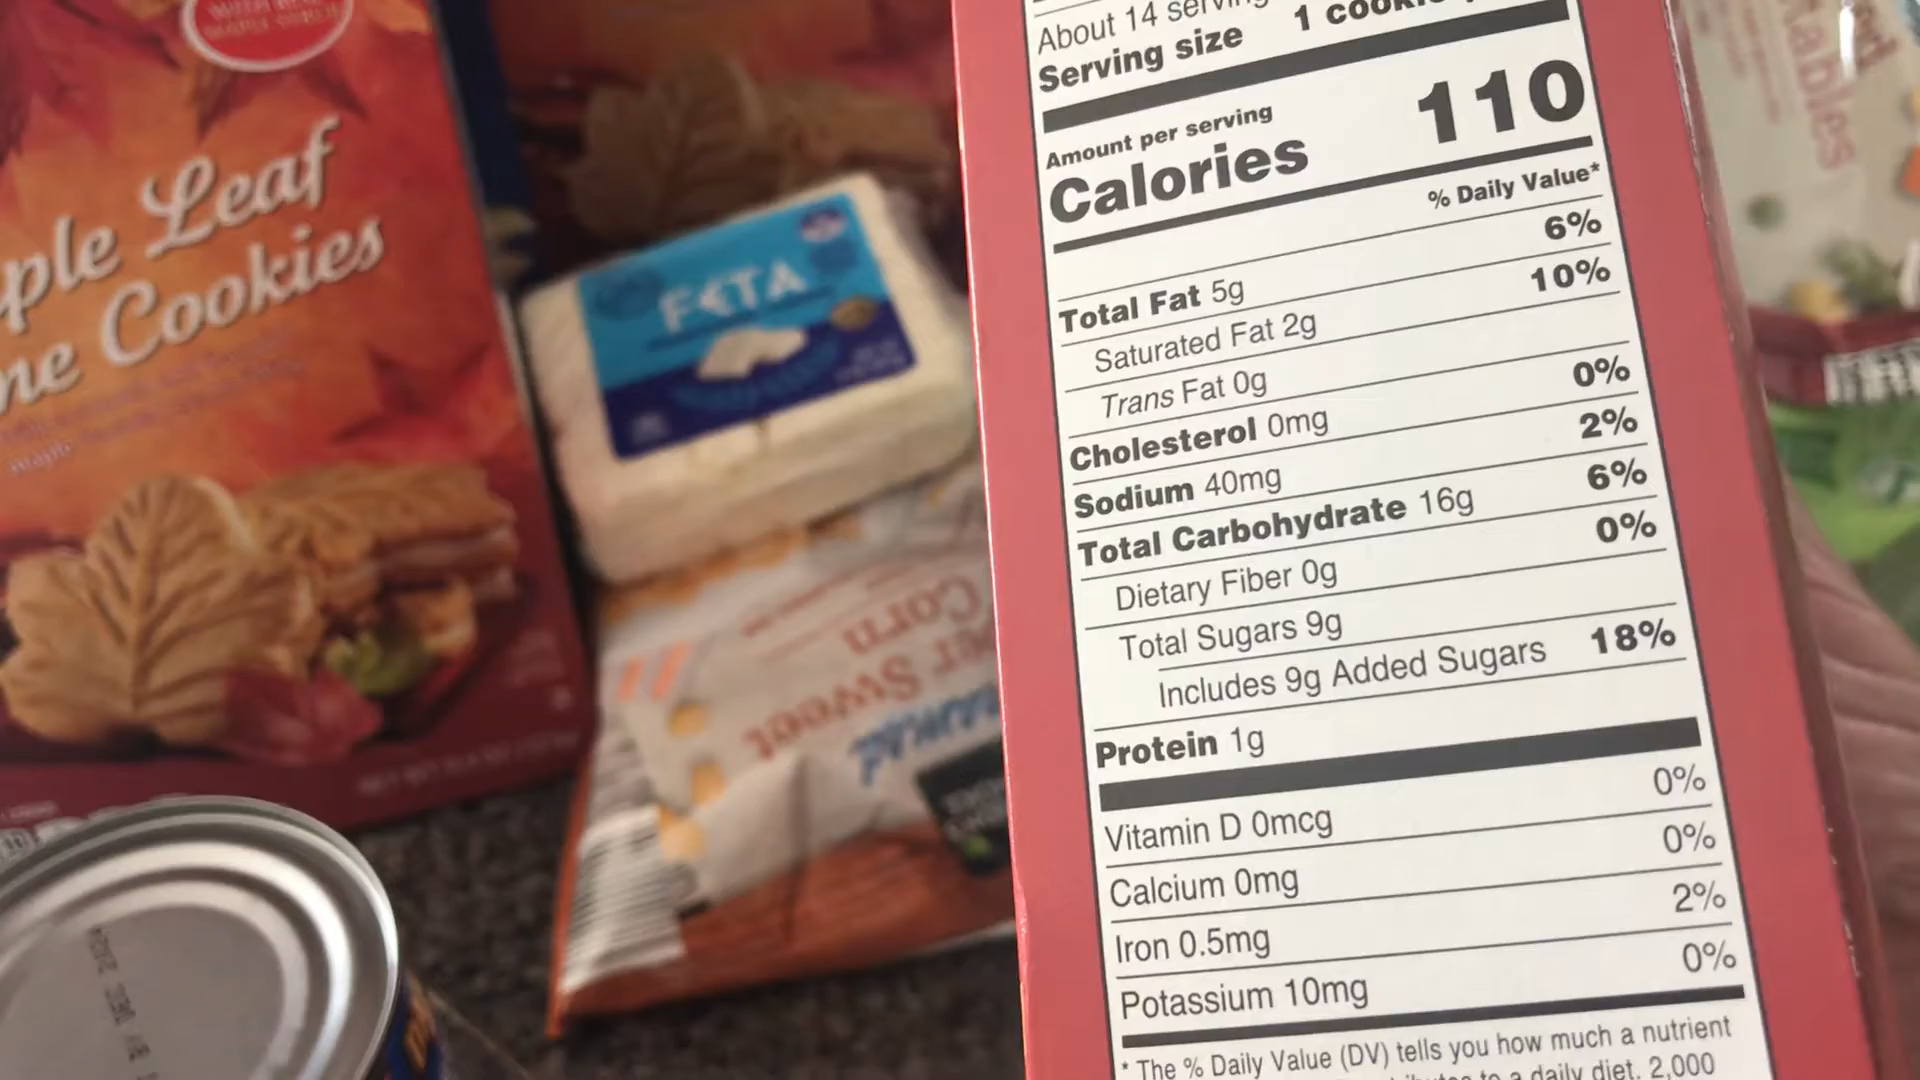 ple Leaf
me Cookies
FETA
Super Sweet
Corn
About 14
Serving size 1
Amount per serving
Calories 110
% Daily Value*
Total Fat 5g 6%
Saturated Fat 2g 10%
Trans Fat 0g
Cholesterol 0mg 0%
Sodium 40mg 2%
Total Carbohydrate 16g 6%
Dietary Fiber 0g 0%
Total Sugars 9g
Includes 9g Added Sugars 18%
Protein 1g
Vitamin D 0mcg 0%
Calcium 0mg 0%
Iron 0.5mg 2%
Potassium 10mg 0%
* The % Daily Value (DV) tells you how much a nutrient
to a daily diet. 2,000